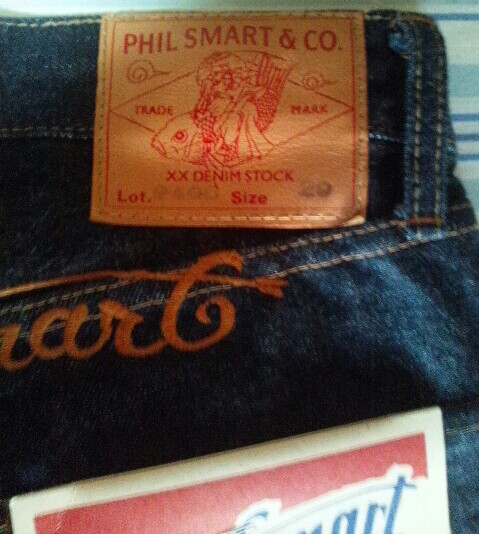 PHIL SMART & CO.
TRADE MARK
XX DENIM STOCK
Lot. Size
Smart